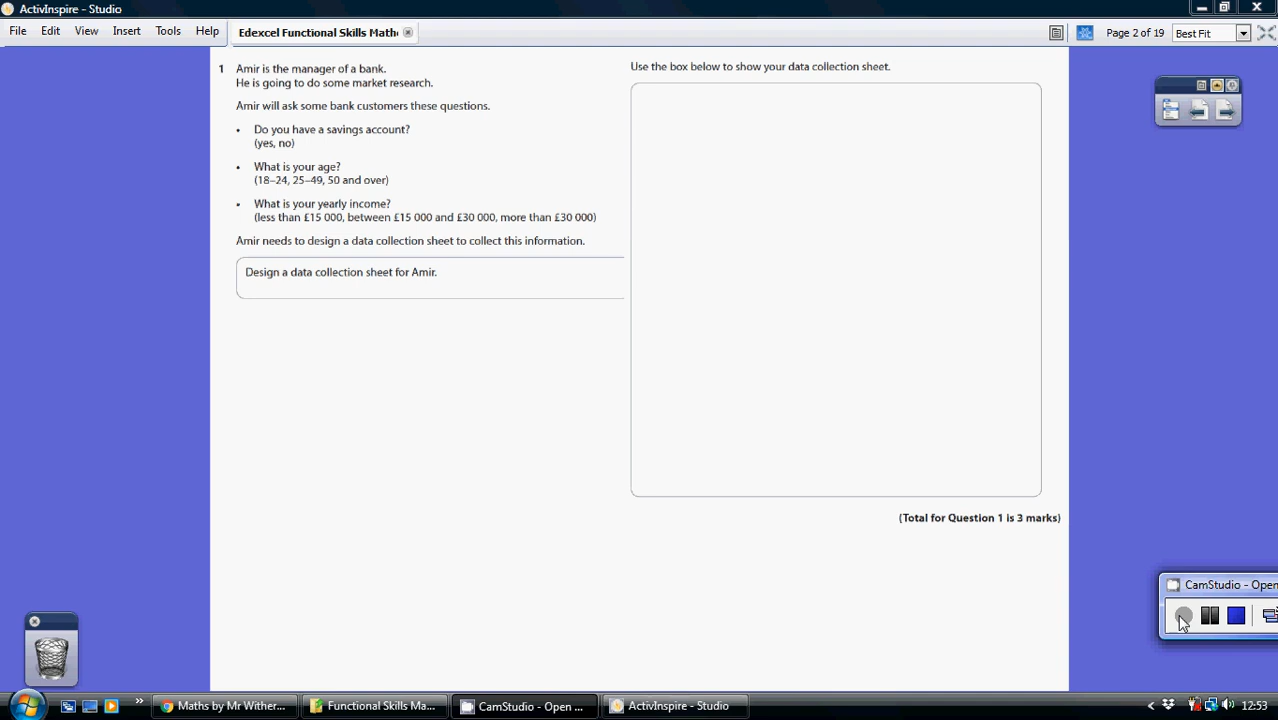 ActivInspire - Studio
File Edit View Insert Tools Help
Edexcel Functional Skills Mathe
Page 2 of 19
Best Fit
1 Amir is the manager of a bank.
He is going to do some market research.
Amir will ask some bank customers these questions.
• Do you have a savings account?
(yes, no)
• What is your age?
(18–24, 25–49, 50 and over)
• What is your yearly income?
(less than £15 000, between £15 000 and £30 000, more than £30 000)
Amir needs to design a data collection sheet to collect this information.
Design a data collection sheet for Amir.
Use the box below to show your data collection sheet.
(Total for Question 1 is 3 marks)
CamStudio - Open
Maths by Mr Wither...
Functional Skills Ma...
CamStudio - Open ...
ActivInspire - Studio
12:53